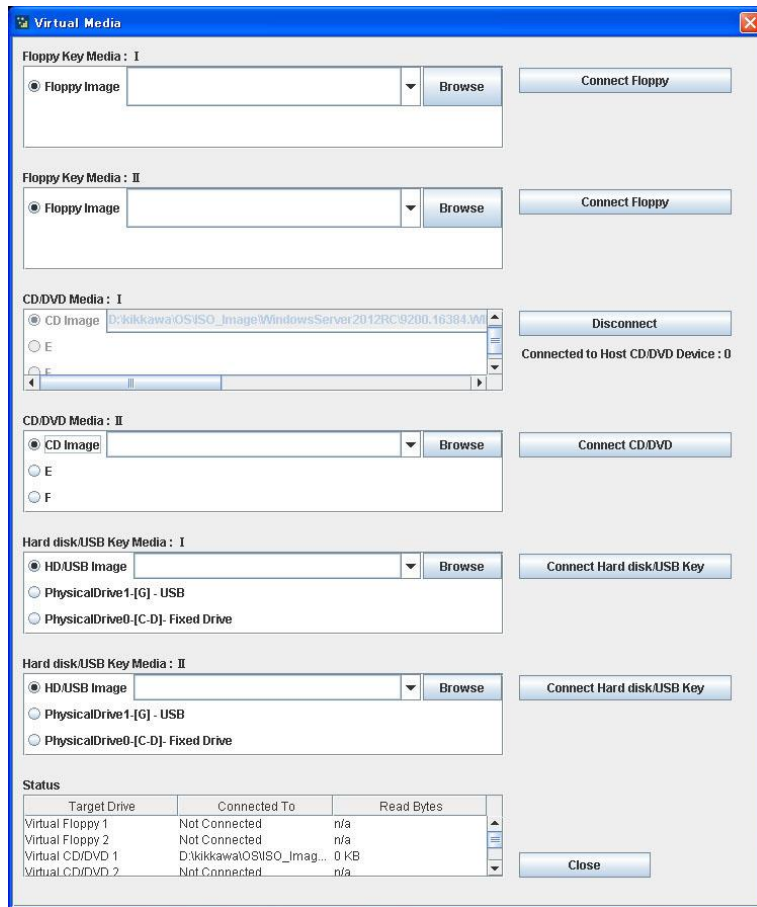 Virtual Media
Floppy Key Media : I
Floppy Image
Browse
Connect Floppy
Floppy Key Media : II
Floppy Image
Browse
Connect Floppy
CD/DVD Media : I
CD Image D:\kikkawa\OS\ISO_Image\WindowsServer2012RC\9200.16384.WI
Disconnect
E
Connected to Host CD/DVD Device : 0
F
CD/DVD Media : II
CD Image
Browse
Connect CD/DVD
E
F
Hard disk/USB Key Media : I
HD/USB Image
Browse
Connect Hard disk/USB Key
PhysicalDrive1-[G] - USB
PhysicalDrive0-[C-D]- Fixed Drive
Hard disk/USB Key Media : II
HD/USB Image
Browse
Connect Hard disk/USB Key
PhysicalDrive1-[G] - USB
PhysicalDrive0-[C-D]- Fixed Drive
Status
Target Drive Connected To Read Bytes
Virtual Floppy 1 Not Connected n/a
Virtual Floppy 2 Not Connected n/a
Virtual CD/DVD 1 D:\kikkawa\OS\ISO_Imag... 0 KB
Virtual CD/DVD 2 Not Connected n/a
Close